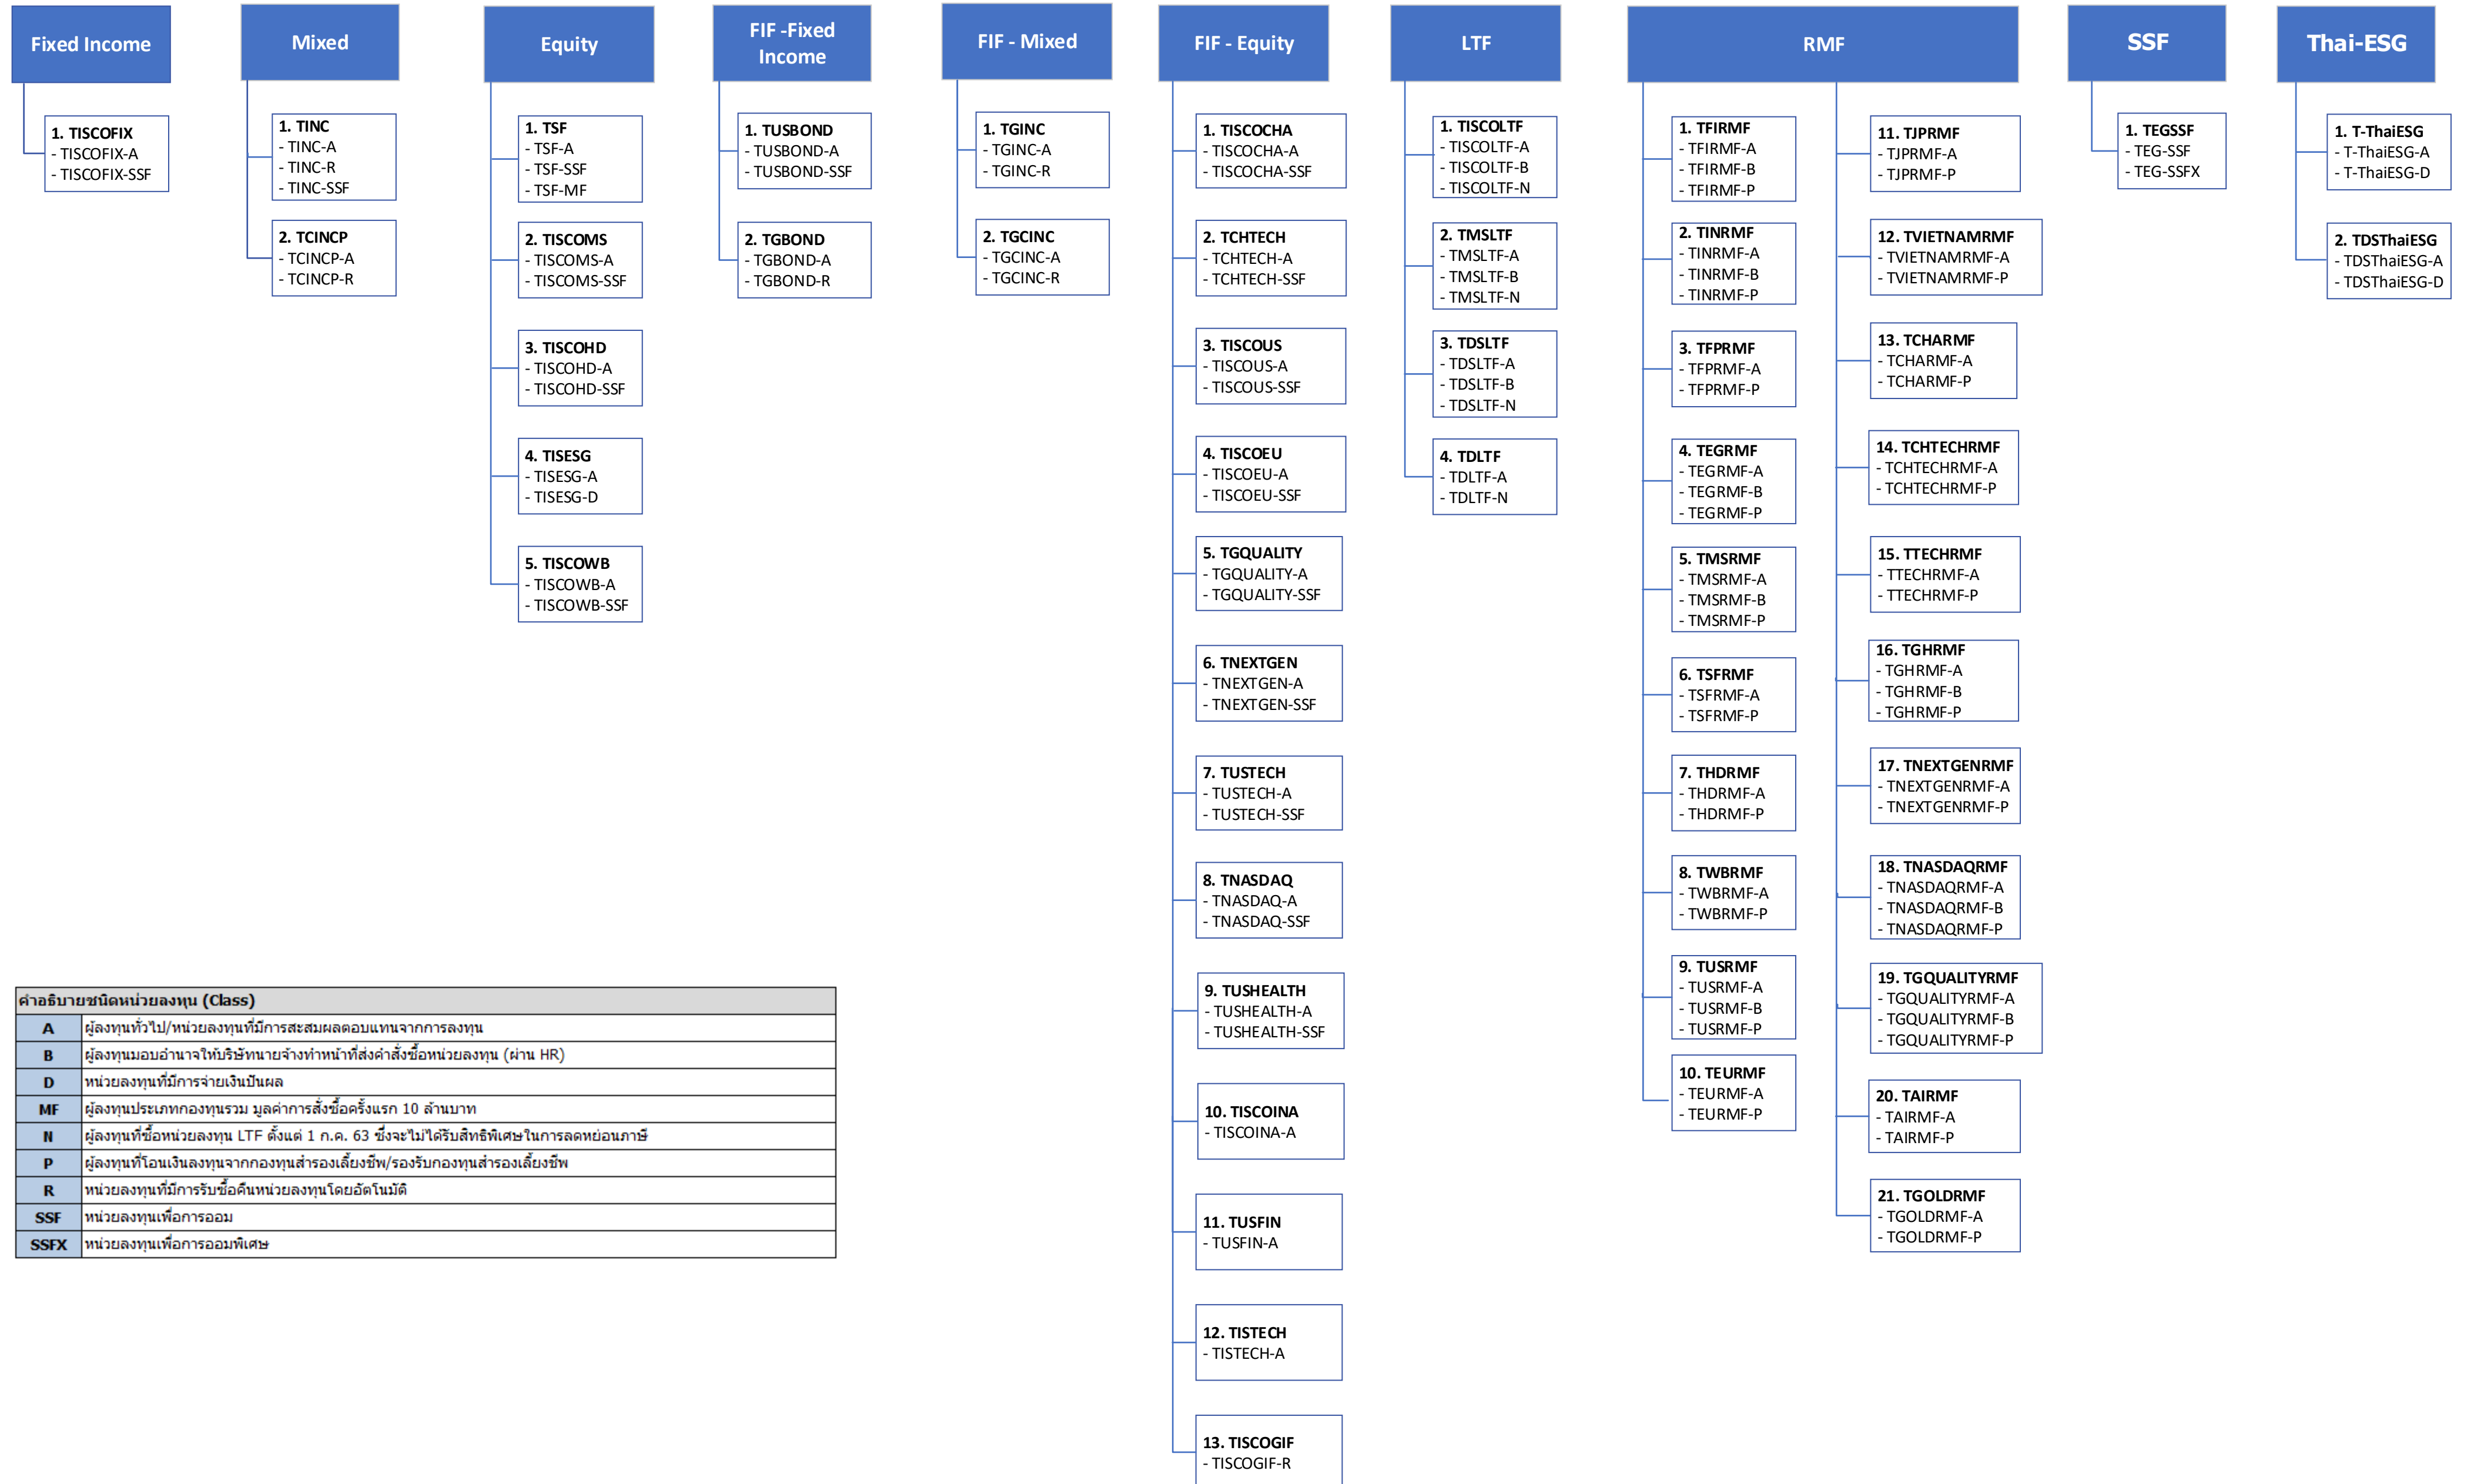 Fixed Income
1. TISCOFIX
- TISCOFIX-A
- TISCOFIX-SSF
Mixed
1. TINC
- TINC-A
- TINC-R
- TINC-SSF
2. TCINCP
- TCINCP-A
- TCINCP-R
Equity
1. TSF
- TSF-A
- TSF-SSF
- TSF-MF
2. TISCOMS
- TISCOMS-A
- TISCOMS-SSF
3. TISCOHD
- TISCOHD-A
- TISCOHD-SSF
4. TISESG
- TISESG-A
- TISESG-D
5. TISCOWB
- TISCOWB-A
- TISCOWB-SSF
FIF -Fixed
Income
1. TUSBOND
- TUSBOND-A
- TUSBOND-SSF
2. TGBOND
- TGBOND-A
- TGBOND-R
FIF - Mixed
1. TGINC
- TGINC-A
- TGINC-R
2. TGCINC
- TGCINC-A
- TGCINC-R
FIF - Equity
1. TISCOCHA
- TISCOCHA-A
- TISCOCHA-SSF
2. TCHTECH
- TCHTECH-A
- TCHTECH-SSF
3. TISCOUS
- TISCOUS-A
- TISCOUS-SSF
4. TISCOEU
- TISCOEU-A
- TISCOEU-SSF
5. TGQUALITY
- TGQUALITY-A
- TGQUALITY-SSF
6. TNEXTGEN
- TNEXTGEN-A
- TNEXTGEN-SSF
7. TUSTECH
- TUSTECH-A
- TUSTECH-SSF
8. TNASDAQ
- TNASDAQ-A
- TNASDAQ-SSF
9. TUSHEALTH
- TUSHEALTH-A
- TUSHEALTH-SSF
10. TISCOINA
- TISCOINA-A
11. TUSFIN
- TUSFIN-A
12. TISTECH
- TISTECH-A
13. TISCOGIF
- TISCOGIF-R
LTF
1. TISCOLTF
- TISCOLTF-A
- TISCOLTF-B
- TISCOLTF-N
2. TMSLTF
- TMSLTF-A
- TMSLTF-B
- TMSLTF-N
3. TDSLTF
- TDSLTF-A
- TDSLTF-B
- TDSLTF-N
4. TDLTF
- TDLTF-A
- TDLTF-N
RMF
1. TFIRMF
- TFIRMF-A
- TFIRMF-B
- TFIRMF-P
2. TINRMF
- TINRMF-A
- TINRMF-B
- TINRMF-P
3. TFPRMF
- TFPRMF-A
- TFPRMF-P
4. TEGRMF
- TEGRMF-A
- TEGRMF-B
- TEGRMF-P
5. TMSRMF
- TMSRMF-A
- TMSRMF-B
- TMSRMF-P
6. TSFRMF
- TSFRMF-A
- TSFRMF-P
7. THDRMF
- THDRMF-A
- THDRMF-P
8. TWBRMF
- TWBRMF-A
- TWBRMF-P
9. TUSRMF
- TUSRMF-A
- TUSRMF-B
- TUSRMF-P
10. TEURMF
- TEURMF-A
- TEURMF-P
11. TJPRMF
- TJPRMF-A
- TJPRMF-P
12. TVIETNAMRMF
- TVIETNAMRMF-A
- TVIETNAMRMF-P
13. TCHARMF
- TCHARMF-A
- TCHARMF-P
14. TCHTECHRMF
- TCHTECHRMF-A
- TCHTECHRMF-P
15. TTECHRMF
- TTECHRMF-A
- TTECHRMF-P
16. TGHRMF
- TGHRMF-A
- TGHRMF-B
- TGHRMF-P
17. TNEXTGENRMF
- TNEXTGENRMF-A
- TNEXTGENRMF-P
18. TNASDAQRMF
- TNASDAQRMF-A
- TNASDAQRMF-B
- TNASDAQRMF-P
19. TGQUALITYRMF
- TGQUALITYRMF-A
- TGQUALITYRMF-B
- TGQUALITYRMF-P
20. TAIRMF
- TAIRMF-A
- TAIRMF-P
21. TGOLDRMF
- TGOLDRMF-A
- TGOLDRMF-P
SSF
1. TEGSSF
- TEG-SSF
- TEG-SSFX
Thai-ESG
1. T-ThaiESG
- T-ThaiESG-A
- T-ThaiESG-D
2. TDSThaiESG
- TDSThaiESG-A
- TDSThaiESG-D
คำอธิบายชนิดหน่วยลงทุน (Class)
A ผู้ลงทุนทั่วไป/หน่วยลงทุนที่มีการสะสมผลตอบแทนจากการลงทุน
B ผู้ลงทุนมอบอำนาจให้บริษัทนายจ้างทำหน้าที่ส่งคำสั่งซื้อหน่วยลงทุน (ผ่าน HR)
D หน่วยลงทุนที่มีการจ่ายเงินปันผล
MF ผู้ลงทุนประเภทกองทุนรวม มูลค่าการสั่งซื้อครั้งแรก 10 ล้านบาท
N ผู้ลงทุนที่ซื้อหน่วยลงทุน LTF ตั้งแต่ 1 ก.ค. 63 ซึ่งจะไม่ได้รับสิทธิพิเศษในการลดหย่อนภาษี
P ผู้ลงทุนที่โอนเงินลงทุนจากกองทุนสำรองเลี้ยงชีพ/รองรับกองทุนสำรองเลี้ยงชีพ
R หน่วยลงทุนที่มีการรับซื้อคืนหน่วยลงทุนโดยอัตโนมัติ
SSF หน่วยลงทุนเพื่อการออม
SSFX หน่วยลงทุนเพื่อการออมพิเศษ